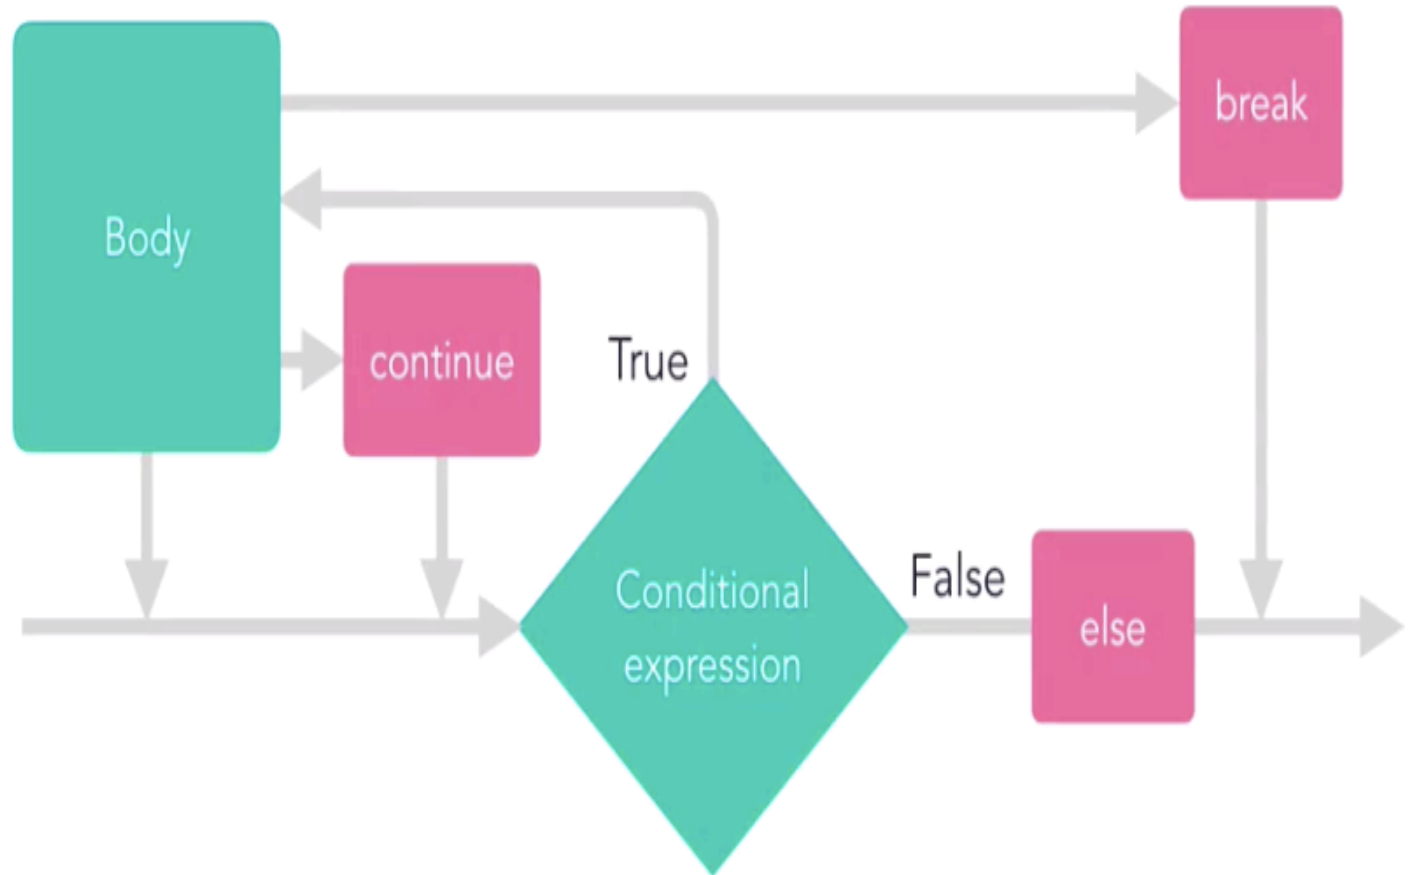 break
Body
continue
True
Conditional
expression
False
else